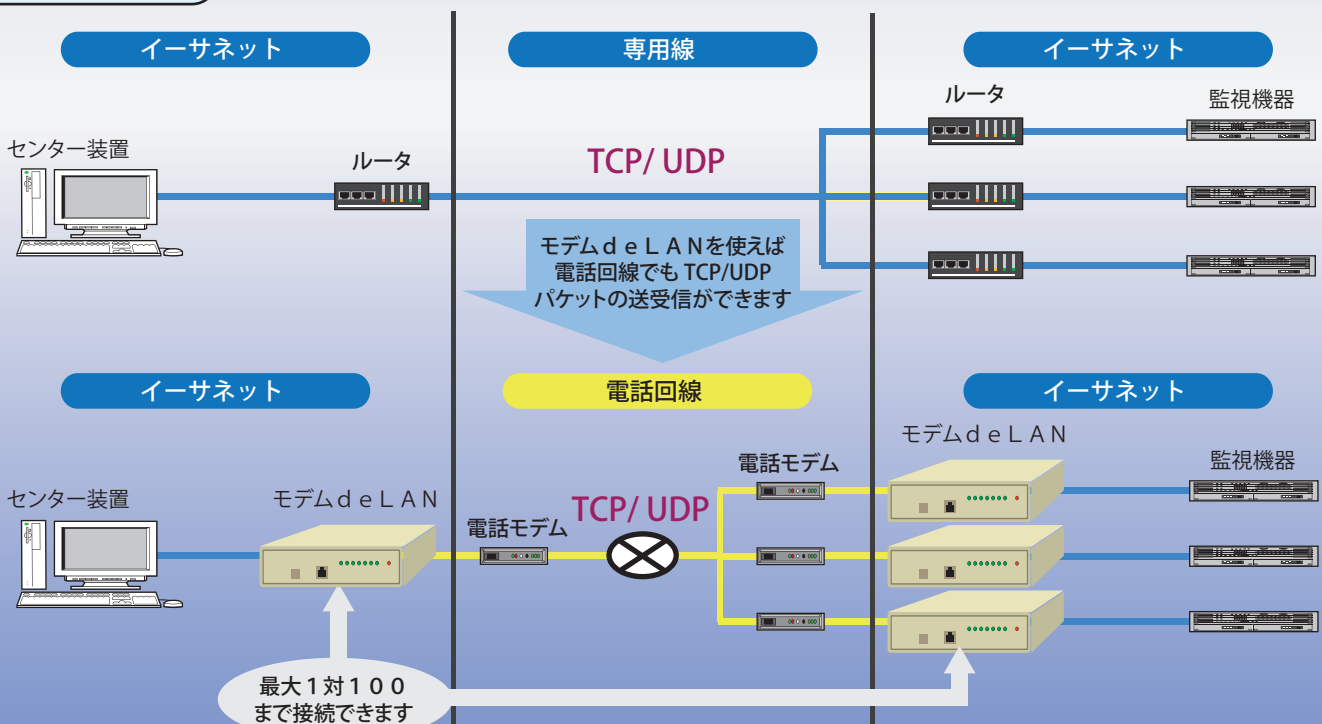 イーサネット
専用線
イーサネット
ルータ
監視機器
センター装置
ルータ
TCP/ UDP
モデムｄｅＬＡＮを使えば
電話回線でも TCP/UDP
パケットの送受信ができます
イーサネット
電話回線
イーサネット
モデムｄｅＬＡＮ
電話モデム
監視機器
センター装置
モデムｄｅＬＡＮ
電話モデム
TCP/ UDP
最大１対１００
まで接続できます